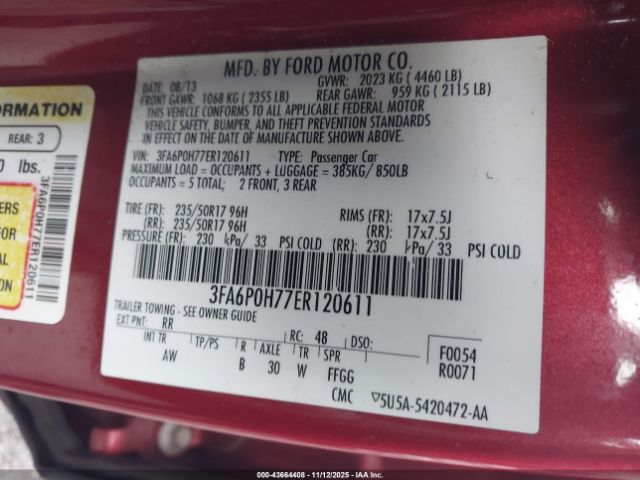 MFD. BY FORD MOTOR CO.
DATE: 08/13 GVWR: 2023 KG ( 4460 LB)
FRONT GAWR: 1068 KG ( 2355 LB) REAR GAWR: 959 KG ( 2115 LB)
THIS VEHICLE CONFORMS TO ALL APPLICABLE FEDERAL MOTOR
VEHICLE SAFETY, BUMPER, AND THEFT PREVENTION STANDARDS
IN EFFECT ON THE DATE OF MANUFACTURE SHOWN ABOVE.
VIN: 3FA6P0H77ER120611 TYPE: Passenger Car
MAXIMUM LOAD = OCCUPANTS + LUGGAGE = 385KG/ 850LB
OCCUPANTS = 5 TOTAL; 2 FRONT, 3 REAR
TIRE (FR): 235/50R17 96H RIMS (FR): 17x7.5J
(RR): 235/50R17 96H (RR): 17x7.5J
PRESSURE (FR): 230 kPa/ 33 PSI COLD (RR): 230 kPa/ 33 PSI COLD
3FA6P0H77ER120611
TRAILER TOWING - SEE OWNER GUIDE
EXT PNT: RR RC: 48 DSO: F0054
INT TR TP/PS R AXLE TR SPR R0071
AW B 30 W FFGG
CMC 5U5A-5420472-AA
FORMATION
REAR: 3
0 lbs.
ERS
R
3FA6P0H77ER120611
000-43664408 - 11/12/2025 - IAAI.COM